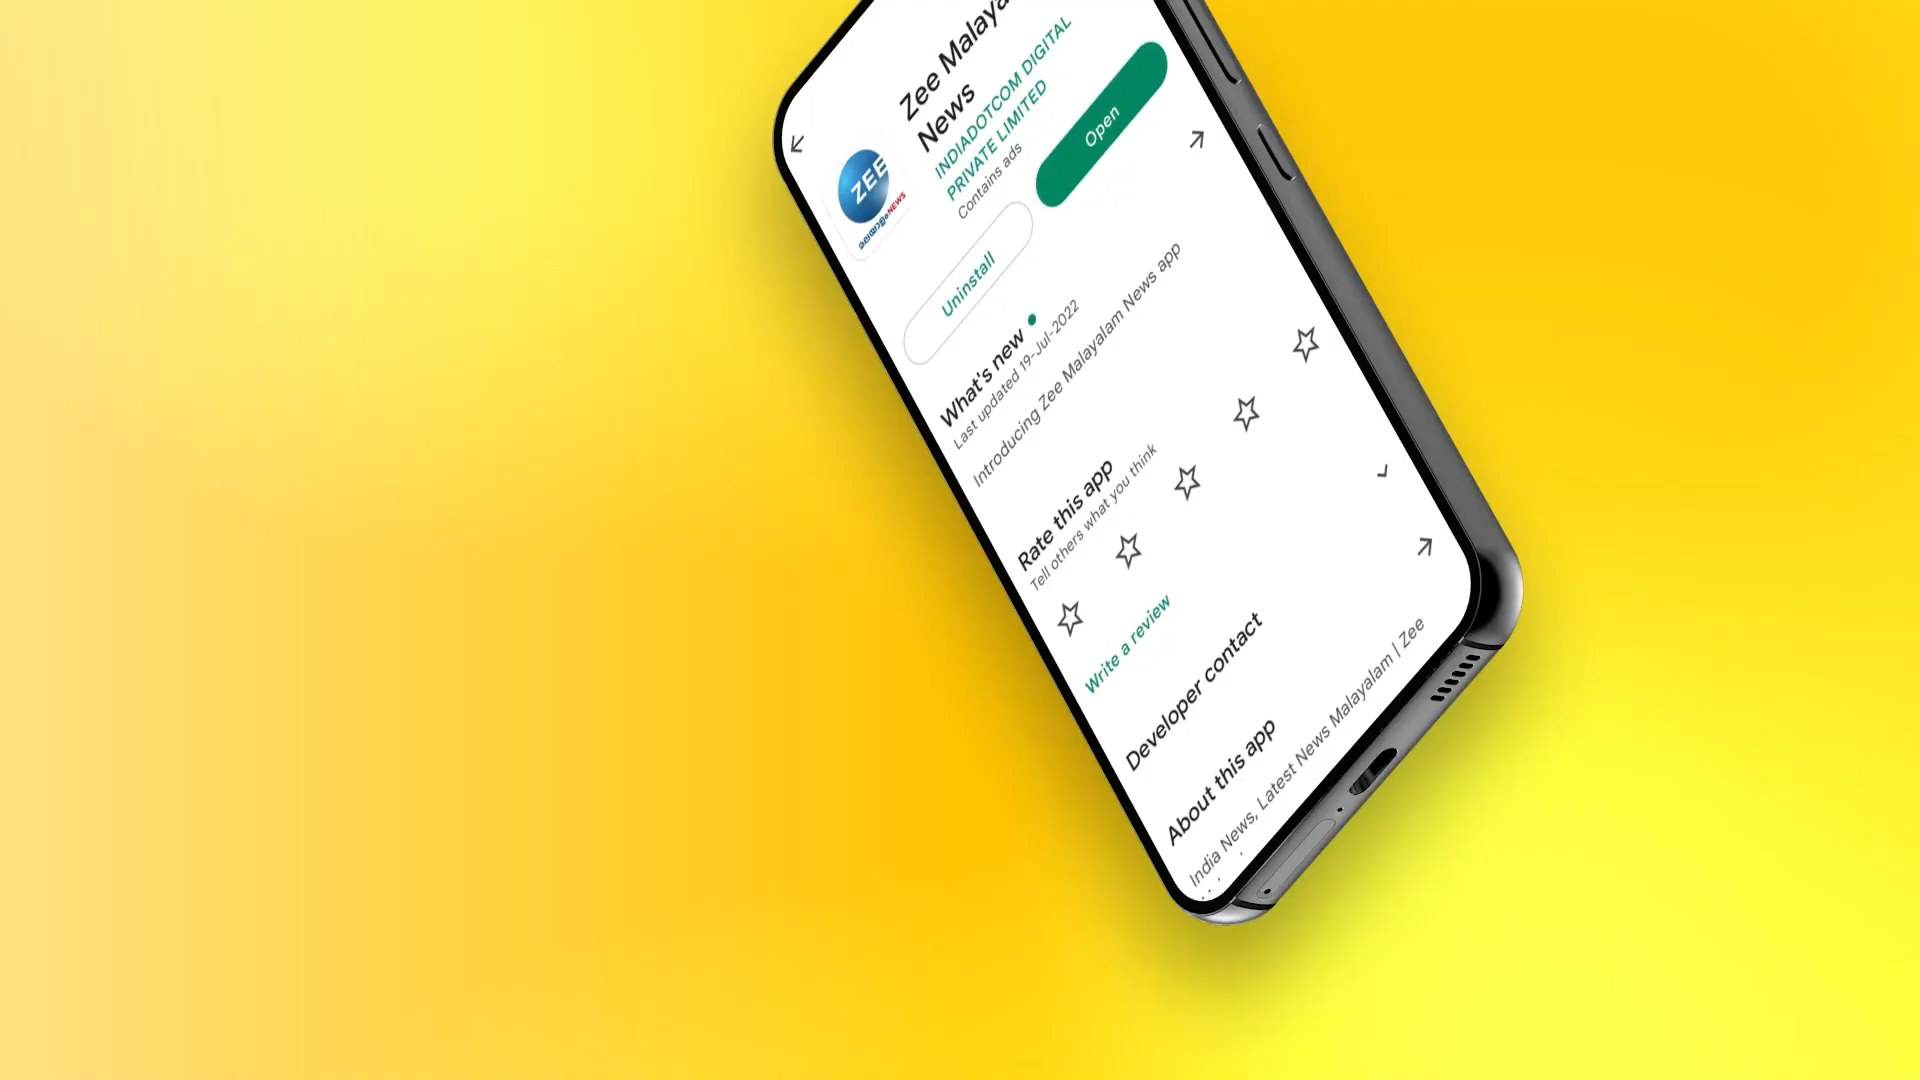 Zee Malaya
News
INDIADOTCOM DIGITAL
PRIVATE LIMITED
Contains ads
ZEE
മലയാളം NEWS
Uninstall
Open
What's new
Last updated 19-Jul-2022
Introducing Zee Malayalam News app
Rate this app
Tell others what you think
Write a review
Developer contact
About this app
India News, Latest News Malayalam | Zee